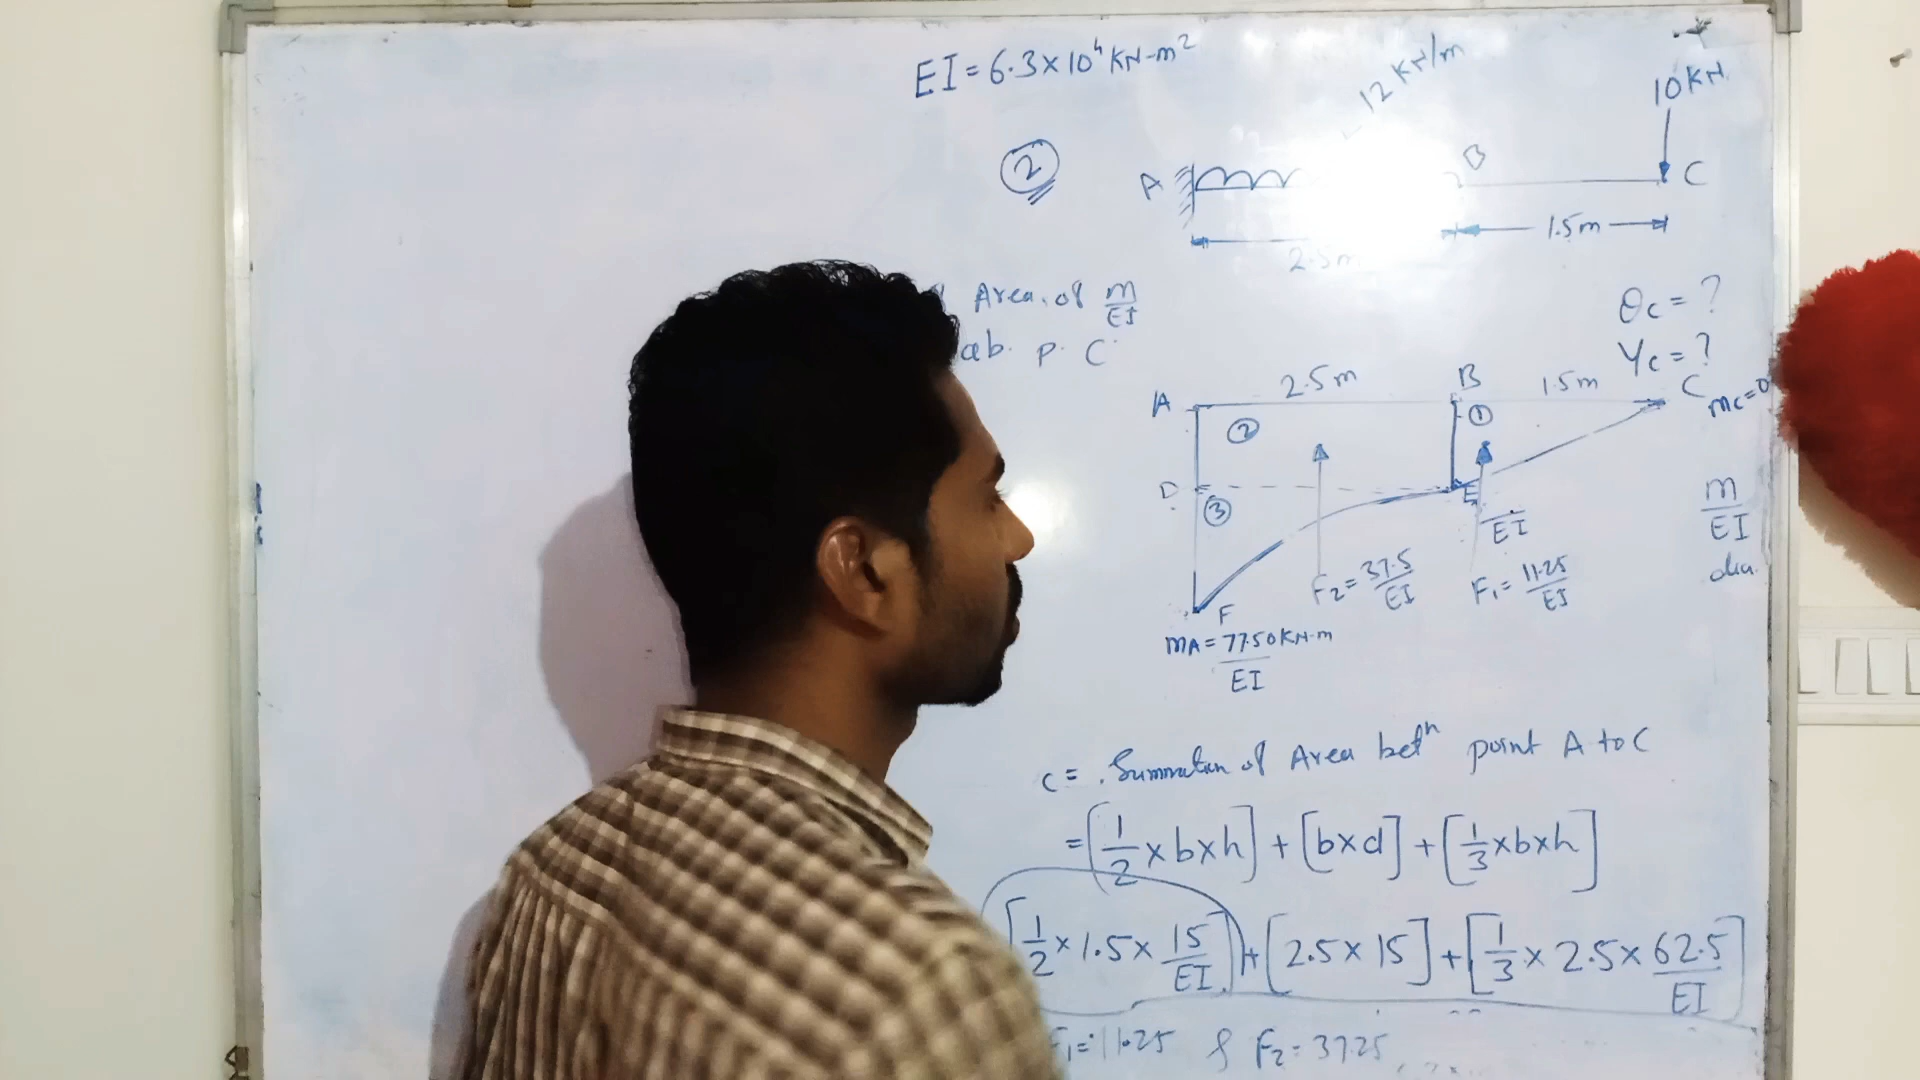 EI = 6.3×10⁴ KN-m²
12 KN/m
10 KN
②
A B C
2.5m 1.5m
Area of m/EI
ab. p. C
θc = ?
Yc = ?
A 2.5m B 1.5m C mc=0
② ①
D E
③
EI
m/EI
dia.
F₂ = 37.5/EI F₁ = 11.25/EI
F
mA = 77.50 KN·m/EI
c = Summation of Area betⁿ point A to C
= [1/2 × b×h] + [b×d] + [1/3 × b×h]
[1/2 × 1.5 × 15/EI] + [2.5 × 15] + [1/3 × 2.5 × 62.5/EI]
F₁ = 11.25 & F₂ = 37.25